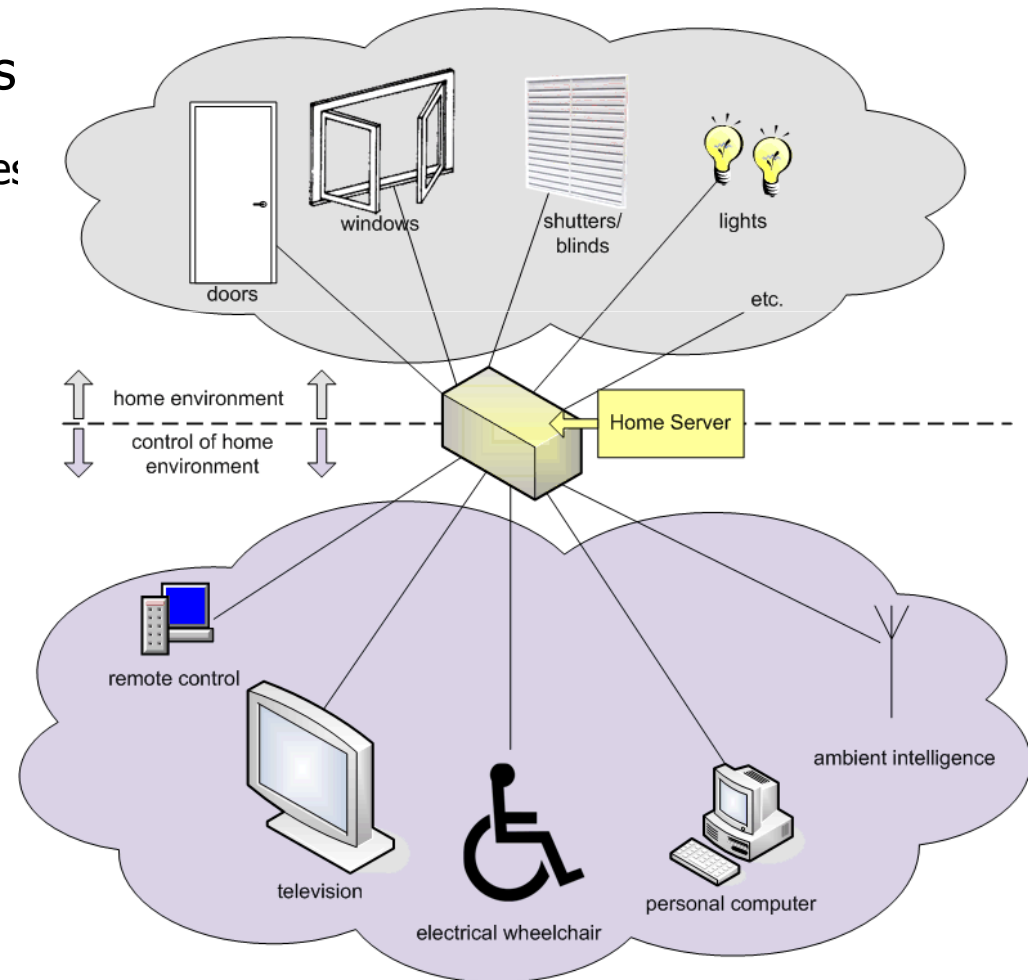 s
es
windows
shutters/
blinds
lights
doors
etc.
home environment
control of home
environment
Home Server
remote control
ambient intelligence
television
personal computer
electrical wheelchair